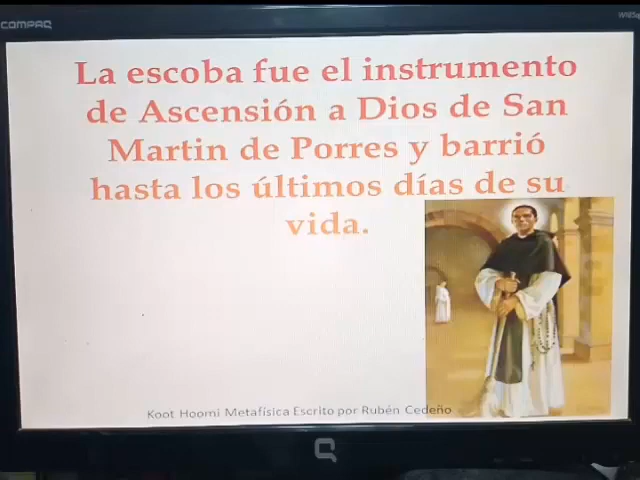 COMPAQ
La escoba fue el instrumento
de Ascensión a Dios de San
Martin de Porres y barrió
hasta los últimos días de su
vida.
Koot Hoomi Metafísica Escrito por Rubén Cedeño